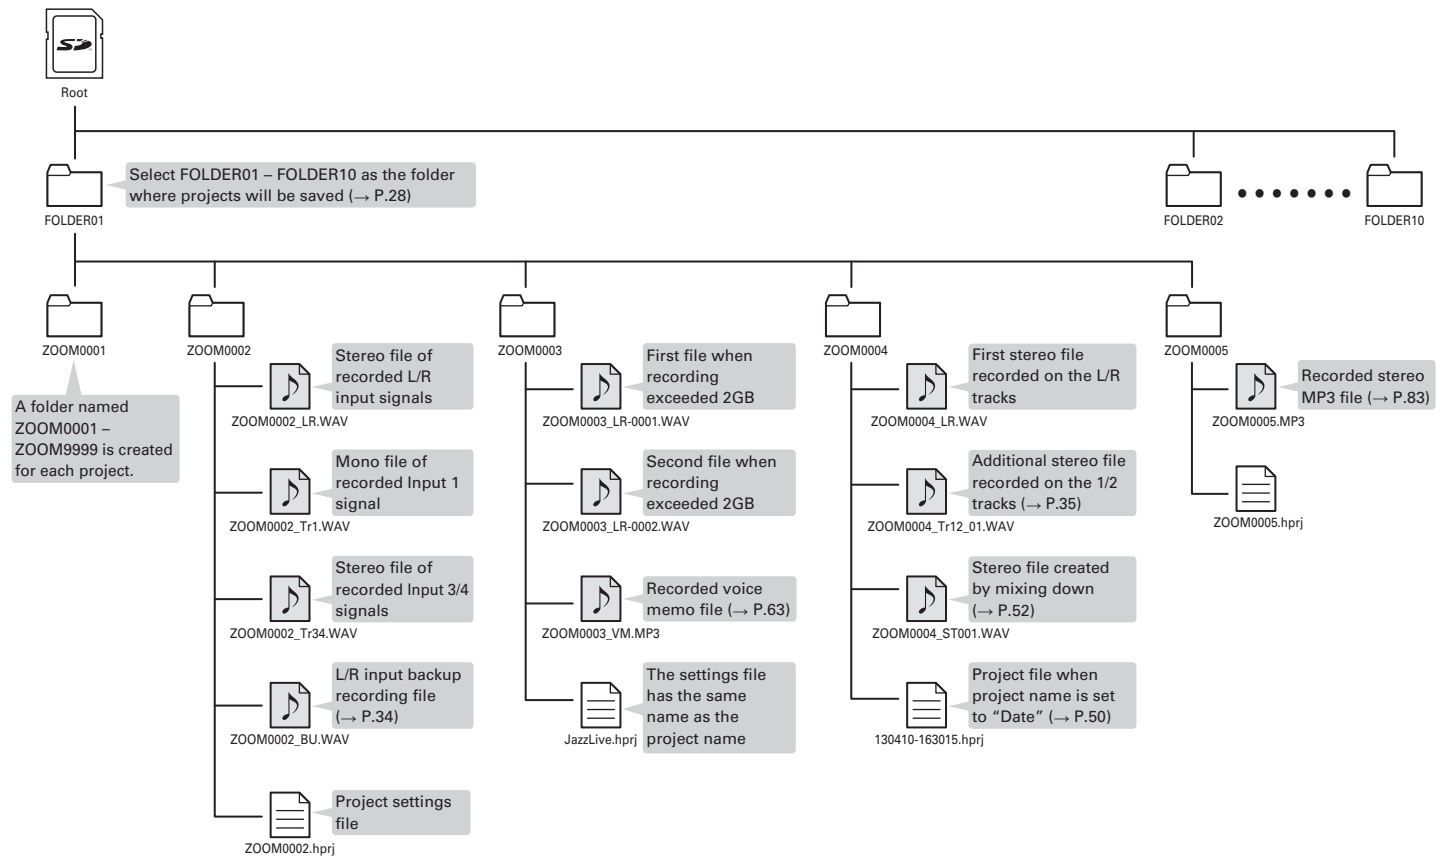 SD
Root
Select FOLDER01 – FOLDER10 as the folder
where projects will be saved (→ P.28)
FOLDER01
FOLDER02
FOLDER10
ZOOM0001
A folder named
ZOOM0001 –
ZOOM9999 is created
for each project.
ZOOM0002
Stereo file of
recorded L/R
input signals
ZOOM0002_LR.WAV
Mono file of
recorded Input 1
signal
ZOOM0002_Tr1.WAV
Stereo file of
recorded Input 3/4
signals
ZOOM0002_Tr34.WAV
L/R input backup
recording file
(→ P.34)
ZOOM0002_BU.WAV
Project settings
file
ZOOM0002.hprj
ZOOM0003
First file when
recording
exceeded 2GB
ZOOM0003_LR-0001.WAV
Second file when
recording
exceeded 2GB
ZOOM0003_LR-0002.WAV
Recorded voice
memo file (→ P.63)
ZOOM0003_VM.MP3
The settings file
has the same
name as the
project name
JazzLive.hprj
ZOOM0004
First stereo file
recorded on the L/R
tracks
ZOOM0004_LR.WAV
Additional stereo file
recorded on the 1/2
tracks (→ P.35)
ZOOM0004_Tr12_01.WAV
Stereo file created
by mixing down
(→ P.52)
ZOOM0004_ST001.WAV
Project file when
project name is set
to “Date” (→ P.50)
130410-163015.hprj
ZOOM0005
Recorded stereo
MP3 file (→ P.83)
ZOOM0005.MP3
ZOOM0005.hprj